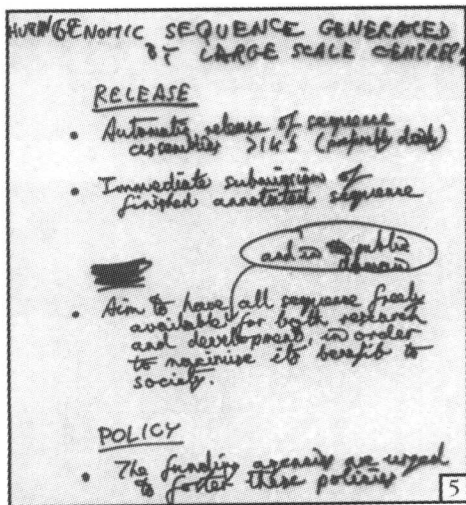 HUMAN GENOMIC SEQUENCE GENERATED
BY LARGE SCALE CENTRES
RELEASE
• Automatic release of sequence
assemblies >1kb (preferably daily)
• Immediate submission of
finished annotated sequence
and in the public
domain
• Aim to have all sequence freely
available for both research
and development, in order
to maximise its benefit to
society.
POLICY
• The funding agencies are urged
to foster these policies
5